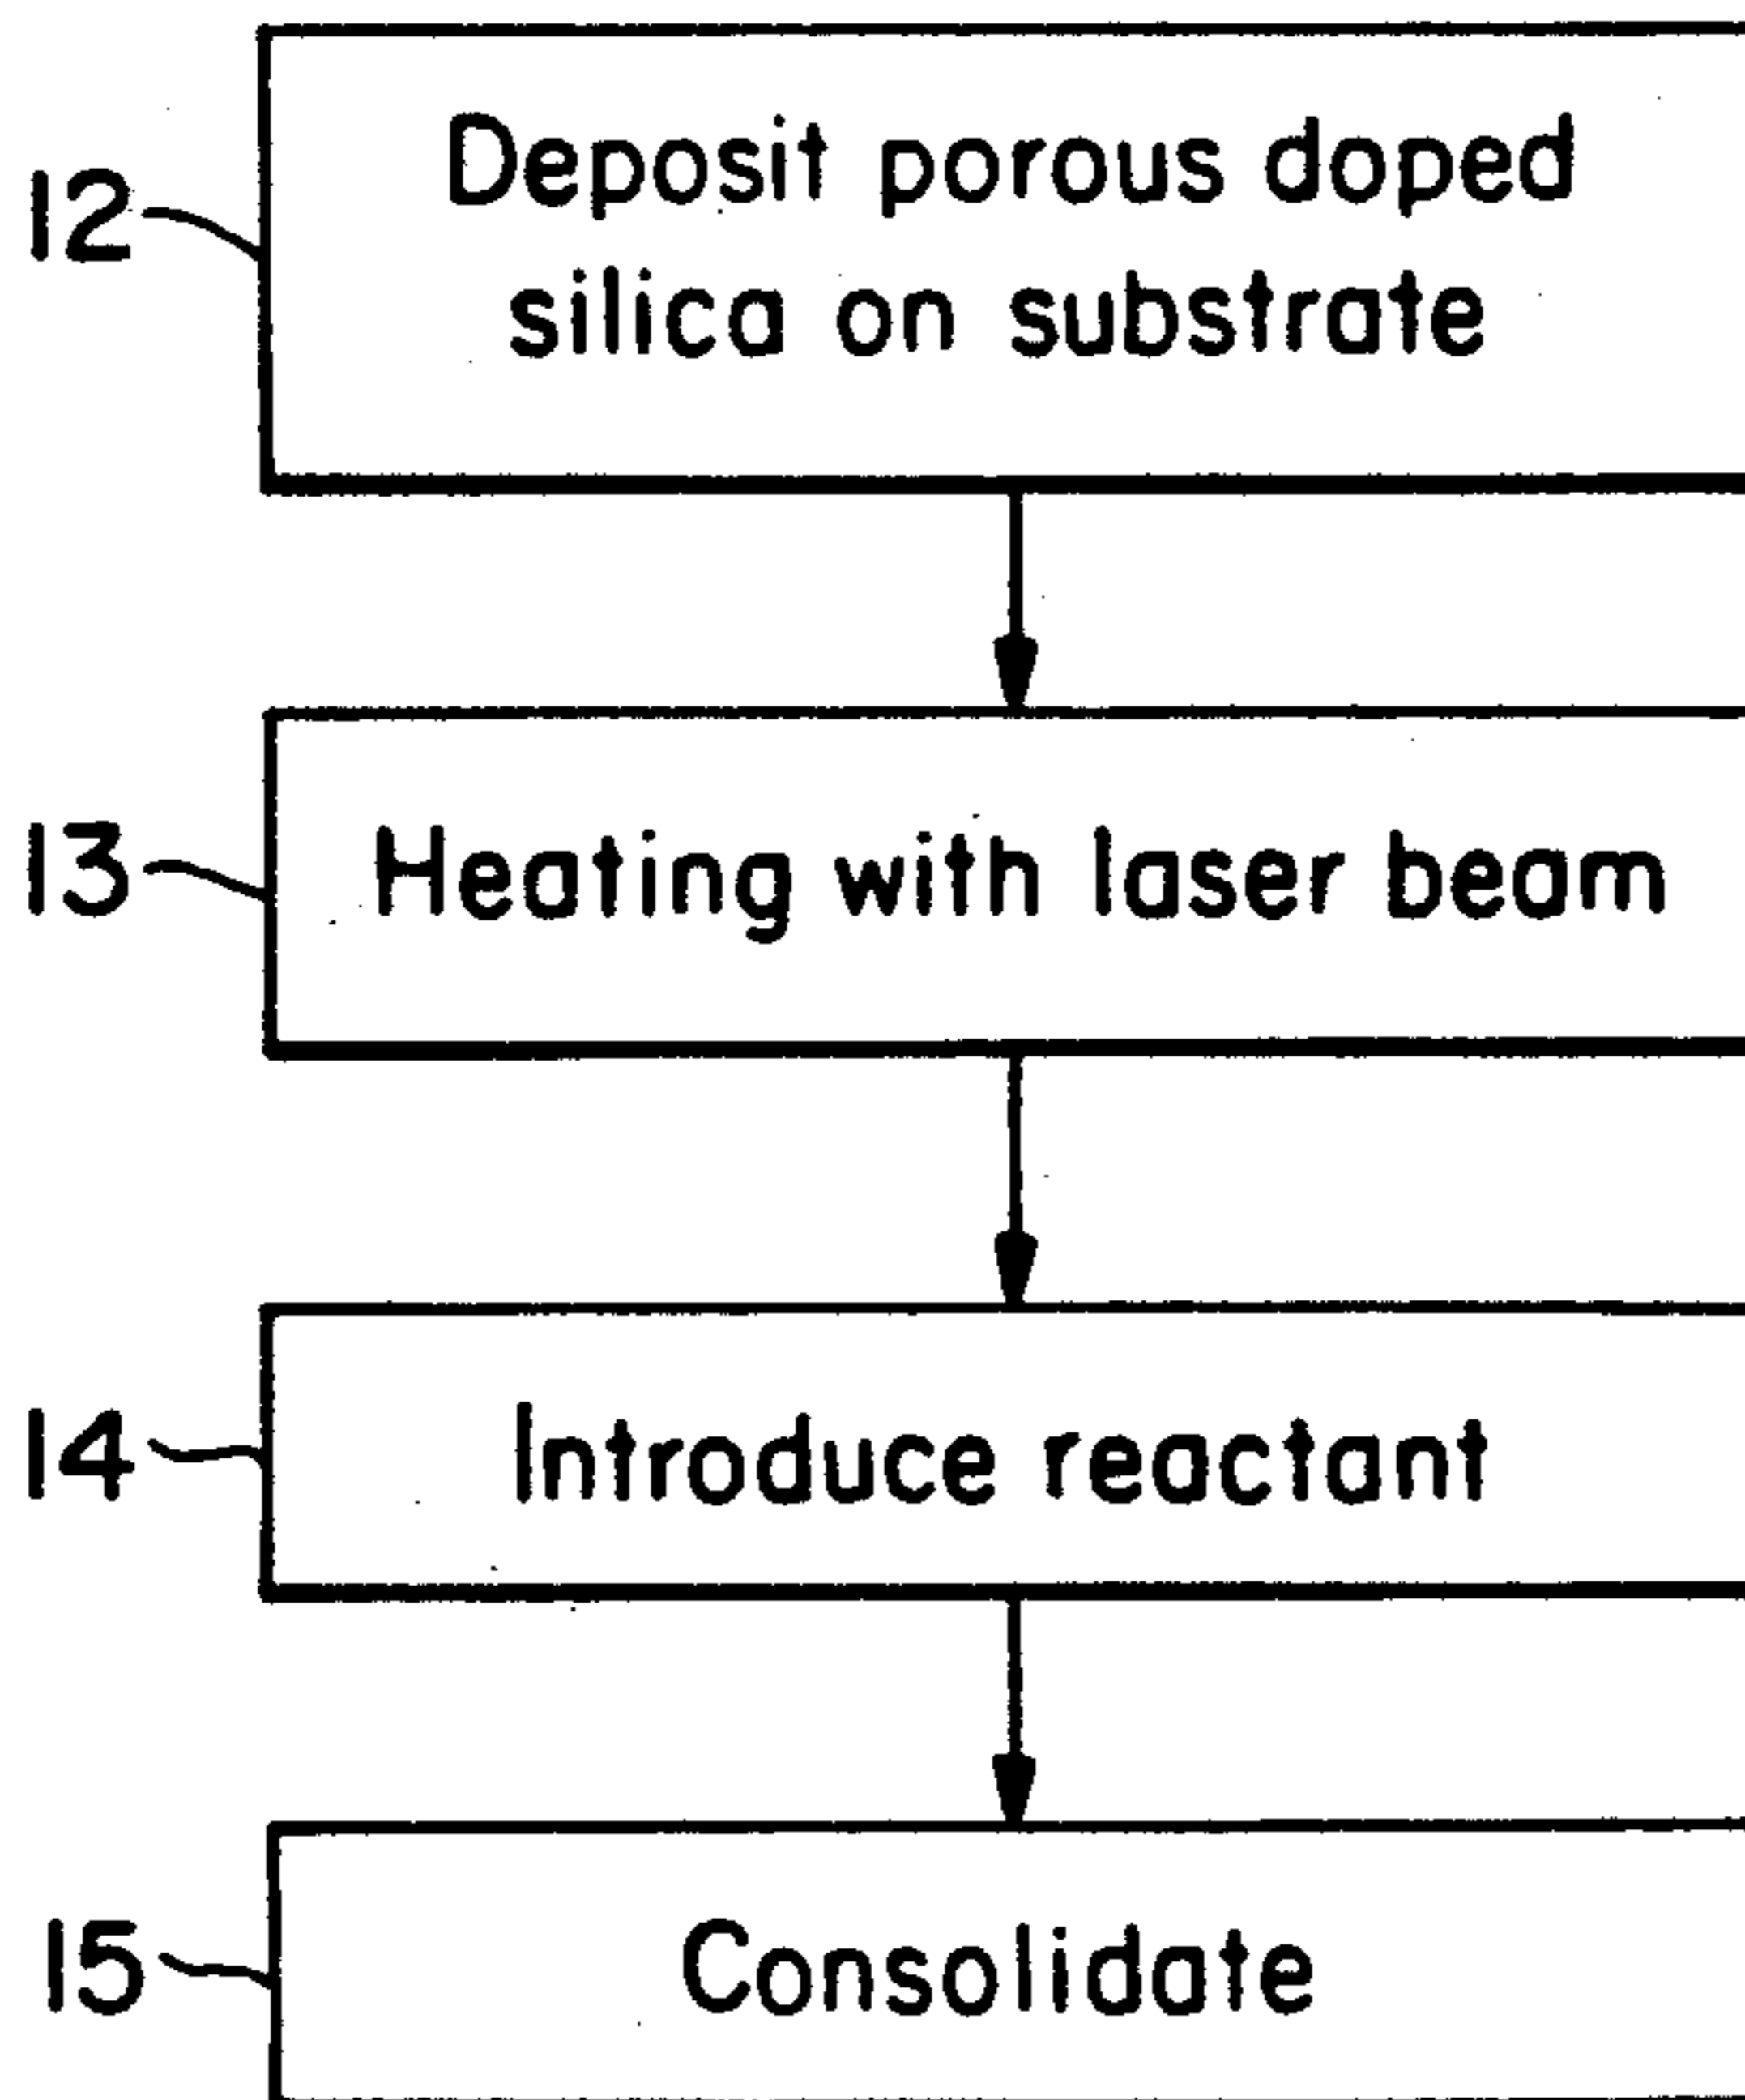 12
Deposit porous doped
silica on substrate
13
Heating with laser beam
14
Introduce reactant
15
Consolidate